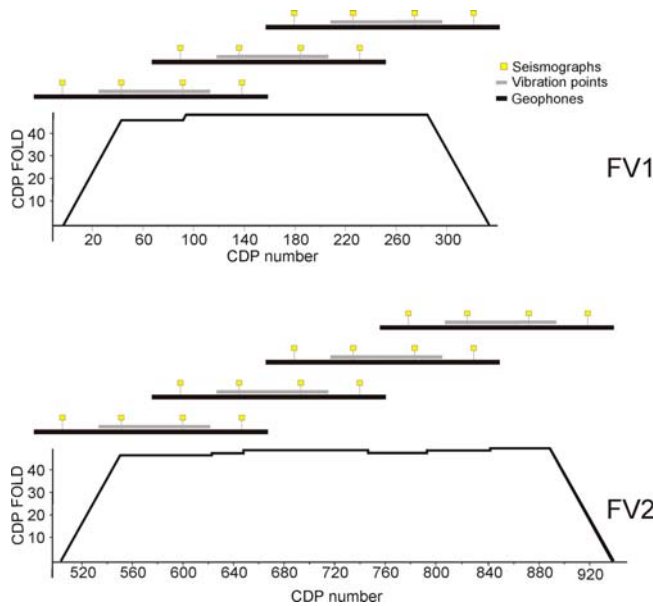 Seismographs
Vibration points
Geophones
40
30
20
10
CDP FOLD
FV1
20 60 100 140 180 220 260 300
CDP number
40
30
20
10
CDP FOLD
FV2
520 560 600 640 680 720 760 800 840 880 920
CDP number